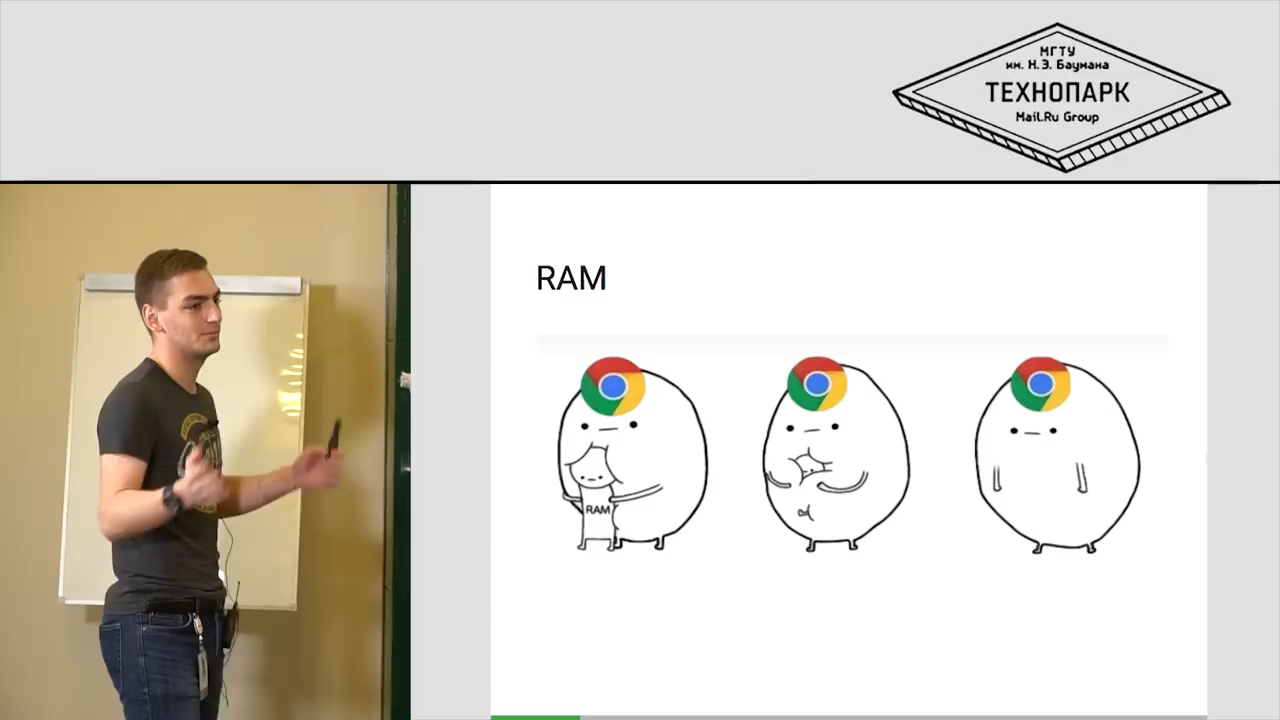 МГТУ
им. Н.Э. Баумана
ТЕХНОПАРК
Mail.Ru Group
RAM
RAM